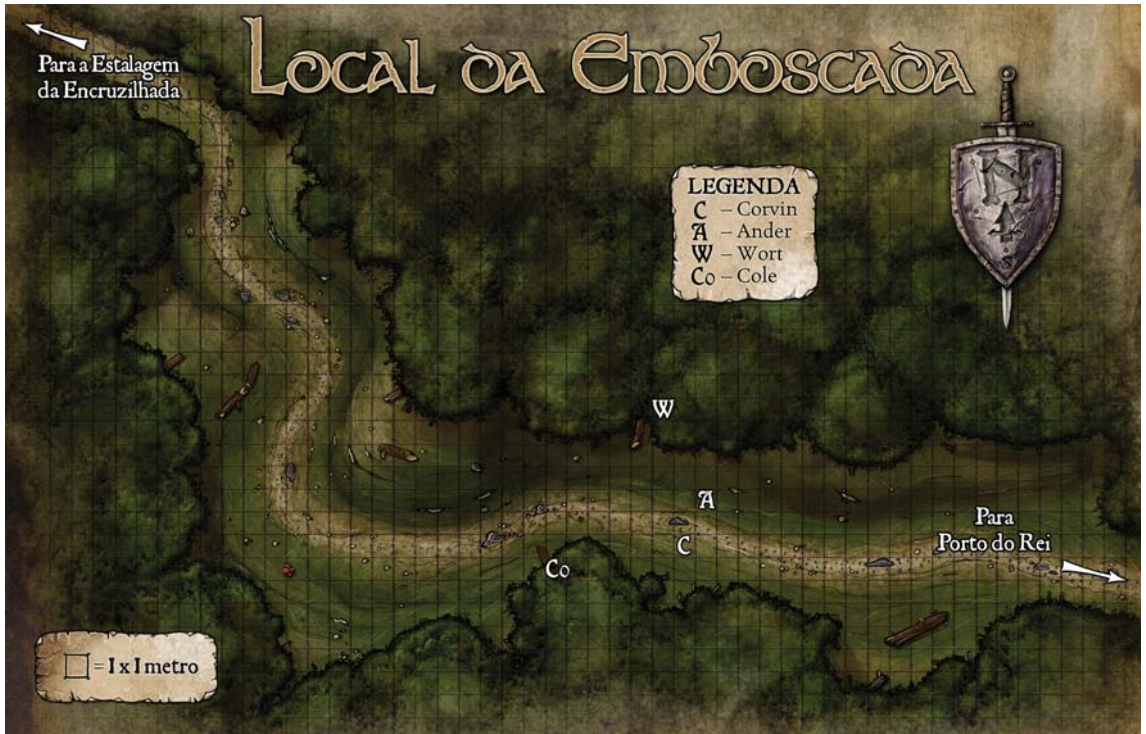 Local da Emboscada
Para a Estalagem
da Encruzilhada
LEGENDA
C – Corvin
A – Ander
W – Wort
Co – Cole
W
A
C
Co
Para
Porto do Rei
= 1 x 1 metro